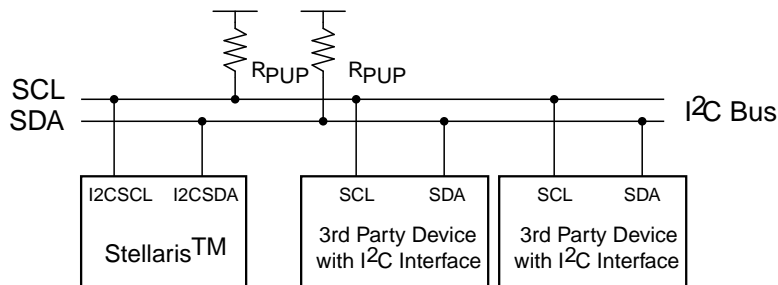 RPUP RPUP
SCL
SDA
I2C Bus
I2CSCL I2CSDA SCL SDA SCL SDA
Stellaris™
3rd Party Device
with I2C Interface
3rd Party Device
with I2C Interface